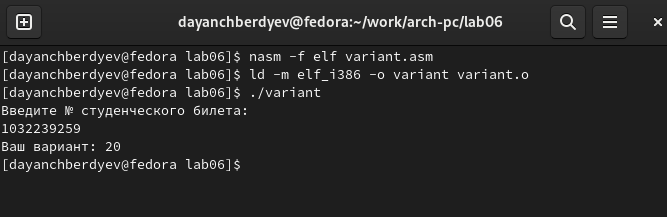 dayanchberdyev@fedora:~/work/arch-pc/lab06
[dayanchberdyev@fedora lab06]$ nasm -f elf variant.asm
[dayanchberdyev@fedora lab06]$ ld -m elf_i386 -o variant variant.o
[dayanchberdyev@fedora lab06]$ ./variant
Введите № студенческого билета:
1032239259
Ваш вариант: 20
[dayanchberdyev@fedora lab06]$